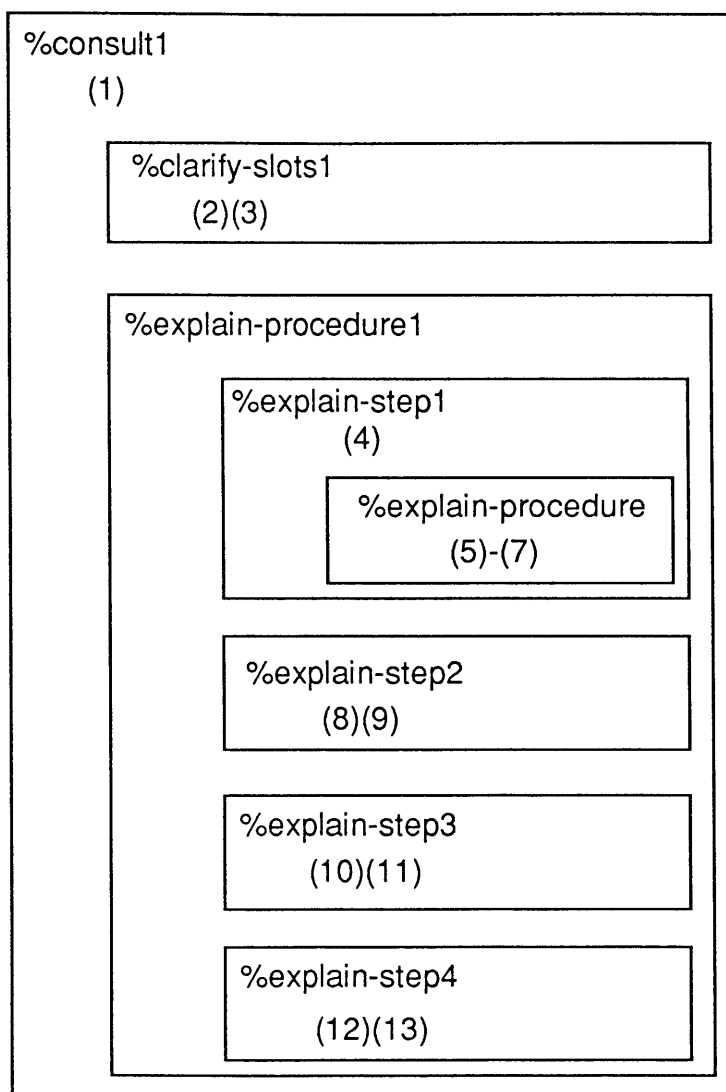 %consult1
(1)
%clarify-slots1
(2)(3)
%explain-procedure1
%explain-step1
(4)
%explain-procedure
(5)-(7)
%explain-step2
(8)(9)
%explain-step3
(10)(11)
%explain-step4
(12)(13)